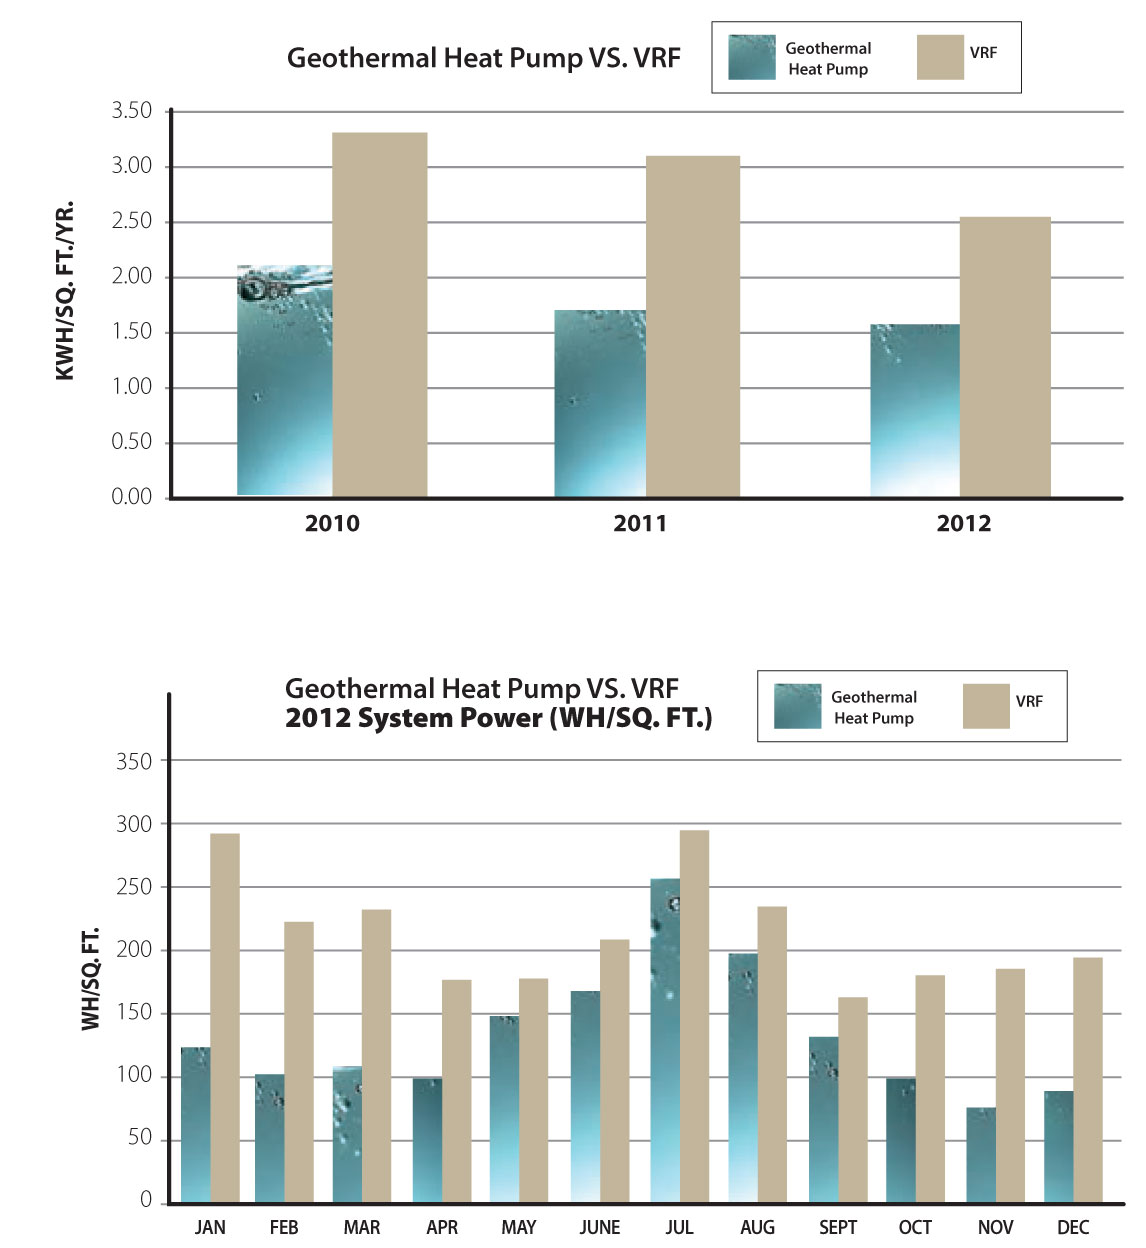 Geothermal Heat Pump VS. VRF
Geothermal
Heat Pump
VRF
3.50
3.00
2.50
2.00
1.50
1.00
0.50
0.00
KWH/SQ. FT./YR.
2010 2011 2012
Geothermal Heat Pump VS. VRF
2012 System Power (WH/SQ. FT.)
Geothermal
Heat Pump
VRF
350
300
250
200
150
100
50
0
WH/SQ. FT.
JAN FEB MAR APR MAY JUNE JUL AUG SEPT OCT NOV DEC